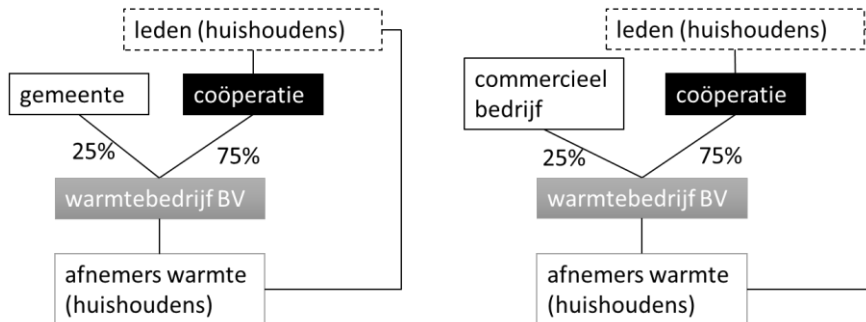 leden (huishoudens)
gemeente
coöperatie
25%
75%
warmtebedrijf BV
afnemers warmte
(huishoudens)
leden (huishoudens)
commercieel
bedrijf
coöperatie
25%
75%
warmtebedrijf BV
afnemers warmte
(huishoudens)